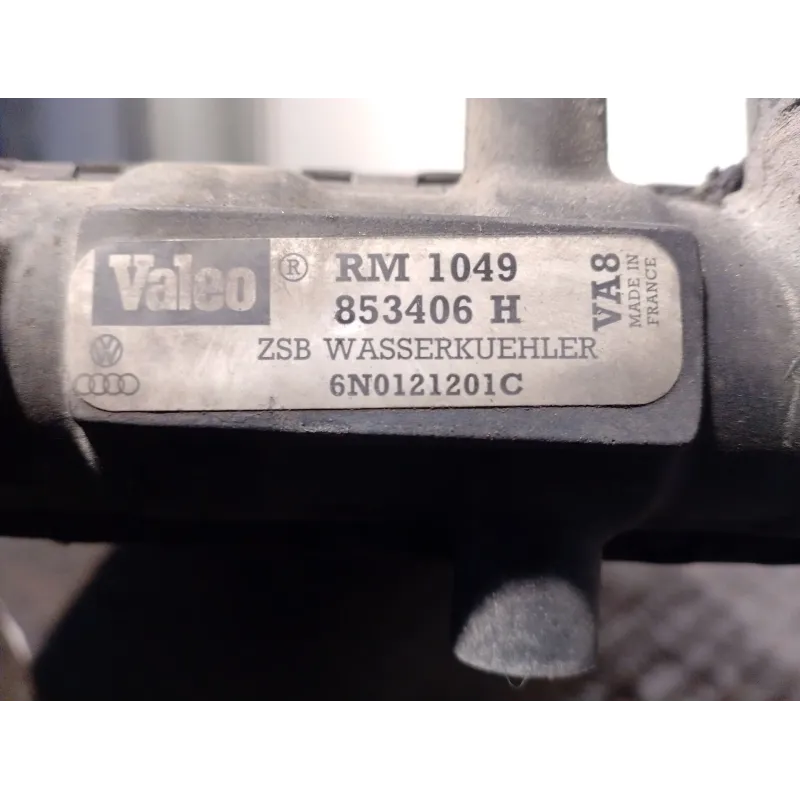 Valeo ® RM 1049
853406 H
ZSB WASSERKUEHLER
6N0121201C
VA8
MADE IN
FRANCE